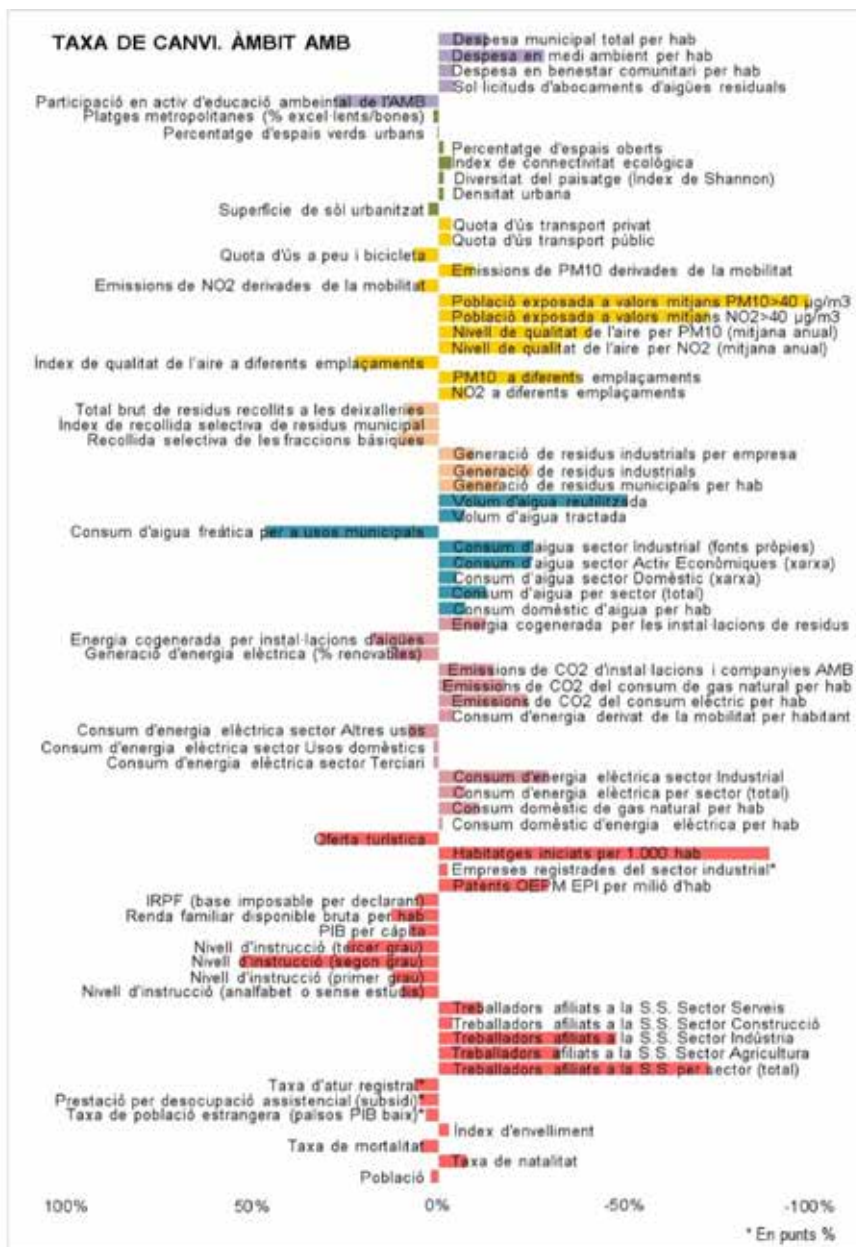 TAXA DE CANVI. ÀMBIT AMB
Despesa municipal total per hab
Despesa en medi ambient per hab
Despesa en benestar comunitari per hab
Sol·licituds d'abocaments d'aigües residuals
Participació en activ d'educació ambeintal de l'AMB
Platges metropolitanes (% excel·lents/bones)
Percentatge d'espais verds urbans
Percentatge d'espais oberts
Índex de connectivitat ecològica
Diversitat del paisatge (Índex de Shannon)
Densitat urbana
Superfície de sòl urbanitzat
Quota d'ús transport privat
Quota d'ús transport públic
Quota d'ús a peu i bicicleta
Emissions de PM10 derivades de la mobilitat
Emissions de NO2 derivades de la mobilitat
Població exposada a valors mitjans PM10>40 µg/m3
Població exposada a valors mitjans NO2>40 µg/m3
Nivell de qualitat de l'aire per PM10 (mitjana anual)
Nivell de qualitat de l'aire per NO2 (mitjana anual)
Índex de qualitat de l'aire a diferents emplaçaments
PM10 a diferents emplaçaments
NO2 a diferents emplaçaments
Total brut de residus recollits a les deixalleries
Índex de recollida selectiva de residus municipal
Recollida selectiva de les fraccions bàsiques
Generació de residus industrials per empresa
Generació de residus industrials
Generació de residus municipals per hab
Volum d'aigua reutilitzada
Volum d'aigua tractada
Consum d'aigua freàtica per a usos municipals
Consum d'aigua sector Industrial (fonts pròpies)
Consum d'aigua sector Activ Econòmiques (xarxa)
Consum d'aigua sector Domèstic (xarxa)
Consum d'aigua per sector (total)
Consum domèstic d'aigua per hab
Energia cogenerada per les instal·lacions de residus
Energia cogenerada per instal·lacions d'aigües
Generació d'energia elèctrica (% renovables)
Emissions de CO2 d'instal·lacions i companyies AMB
Emissions de CO2 del consum de gas natural per hab
Emissions de CO2 del consum elèctric per hab
Consum d'energia derivat de la mobilitat per habitant
Consum d'energia elèctrica sector Altres usos
Consum d'energia elèctrica sector Usos domèstics
Consum d'energia elèctrica sector Terciari
Consum d'energia elèctrica sector Industrial
Consum d'energia elèctrica per sector (total)
Consum domèstic de gas natural per hab
Consum domèstic d'energia elèctrica per hab
Oferta turística
Habitatges iniciats per 1.000 hab
Empreses registrades del sector industrial*
Patents OEPM EPI per milió d'hab
IRPF (base imposable per declarant)
Renda familiar disponible bruta per hab
PIB per càpita
Nivell d'instrucció (tercer grau)
Nivell d'instrucció (segon grau)
Nivell d'instrucció (primer grau)
Nivell d'instrucció (analfabet o sense estudis)
Treballadors afiliats a la S.S. Sector Serveis
Treballadors afiliats a la S.S. Sector Construcció
Treballadors afiliats a la S.S. Sector Indústria
Treballadors afiliats a la S.S. Sector Agricultura
Treballadors afiliats a la S.S per sector (total)
Taxa d'atur registral*
Prestació per desocupació assistencial (subsidi)*
Taxa de població estrangera (països PIB baix)*
Índex d'envelliment
Taxa de mortalitat
Taxa de natalitat
Població
100% 50% 0% -50% -100%
* En punts %